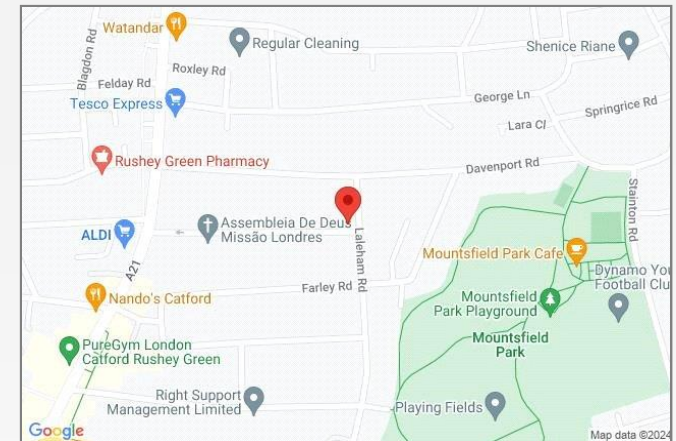 Watandar
Blagdon Rd
Regular Cleaning
Shenice Riane
Roxley Rd
Felday Rd
Tesco Express
George Ln
Springrice Rd
Lara Cl
Rushey Green Pharmacy
Davenport Rd
Stainton Rd
Assembleia De Deus
Missão Londres
ALDI
Laleham Rd
Mountsfield Park Cafe
A21
Dynamo You
Football Clu
Farley Rd
Nando's Catford
Mountsfield
Park Playground
Mountsfield
Park
PureGym London
Catford Rushey Green
Right Support
Management Limited
Playing Fields
Google
Map data ©2024